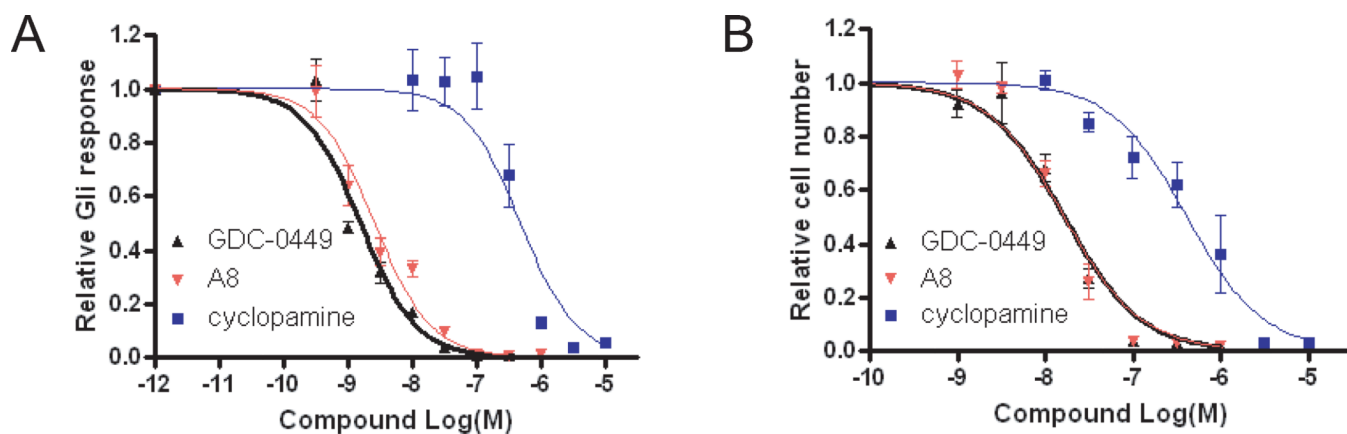 A
Relative Gli response
1.2
1.0
0.8
0.6
0.4
0.2
0.0
GDC-0449
A8
cyclopamine
-12 -11 -10 -9 -8 -7 -6 -5
Compound Log(M)
B
Relative cell number
1.2
1.0
0.8
0.6
0.4
0.2
0.0
GDC-0449
A8
cyclopamine
-10 -9 -8 -7 -6 -5
Compound Log(M)